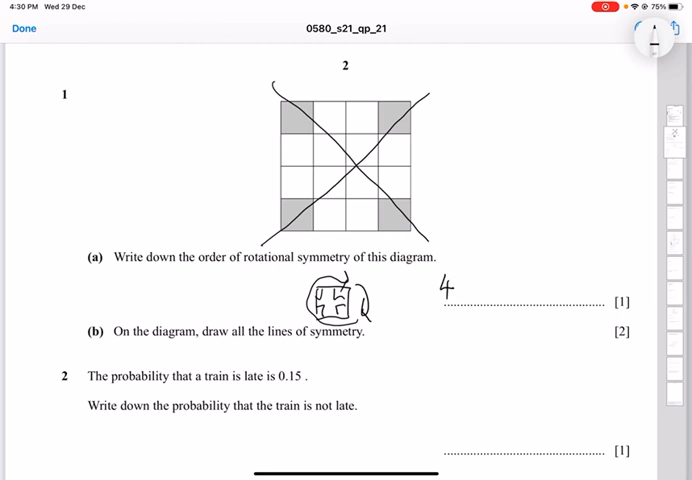 4:30 PM Wed 29 Dec
75%
Done
0580_s21_qp_21
2
1
(a) Write down the order of rotational symmetry of this diagram.
4
.......................................... [1]
(b) On the diagram, draw all the lines of symmetry. [2]
2 The probability that a train is late is 0.15 .
Write down the probability that the train is not late.
.......................................... [1]